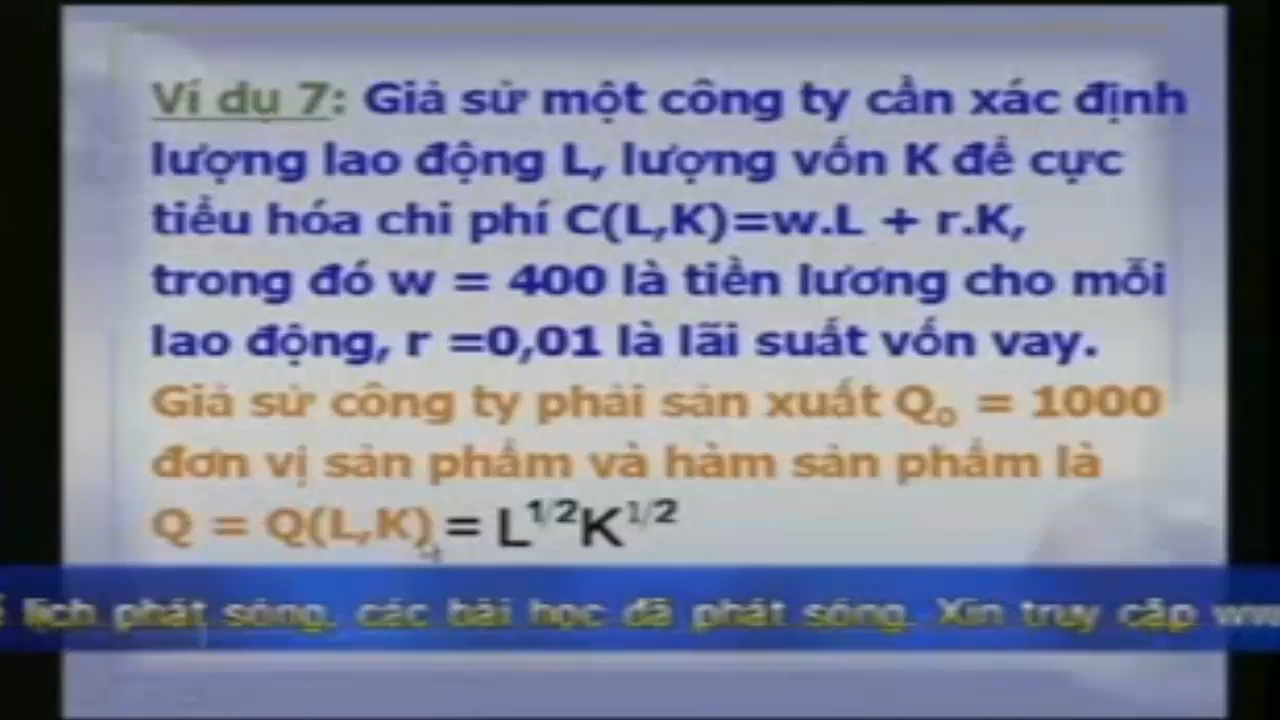 Ví dụ 7: Giả sử một công ty cần xác định
lượng lao động L, lượng vốn K để cực
tiểu hóa chi phí C(L,K)=w.L + r.K,
trong đó w = 400 là tiền lương cho mỗi
lao động, r =0,01 là lãi suất vốn vay.
Giả sử công ty phải sản xuất Q₀ = 1000
đơn vị sản phẩm và hàm sản phẩm là
Q = Q(L,K) = L^1/2 K^1/2
lịch phát sóng, các bài học đã phát sóng. Xin truy cập